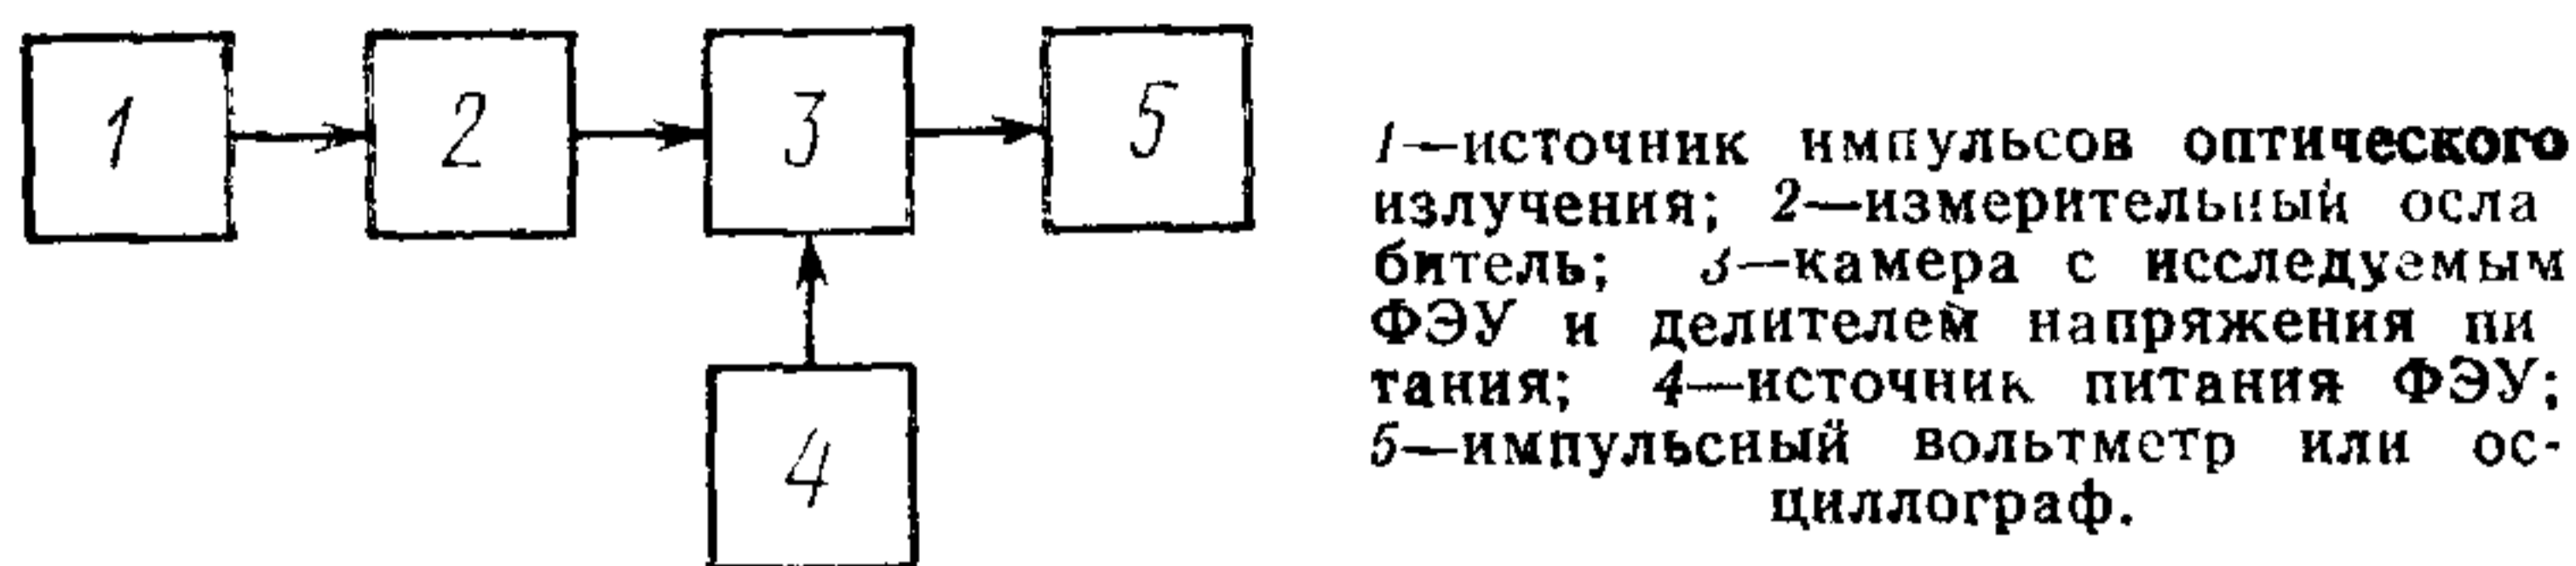 1 2 3 5
4
1—источник импульсов оптического
излучения; 2—измерительный осла
битель; 3—камера с исследуемым
ФЭУ и делителем напряжения пи
тания; 4—источник питания ФЭУ;
5—импульсный вольтметр или ос-
циллограф.